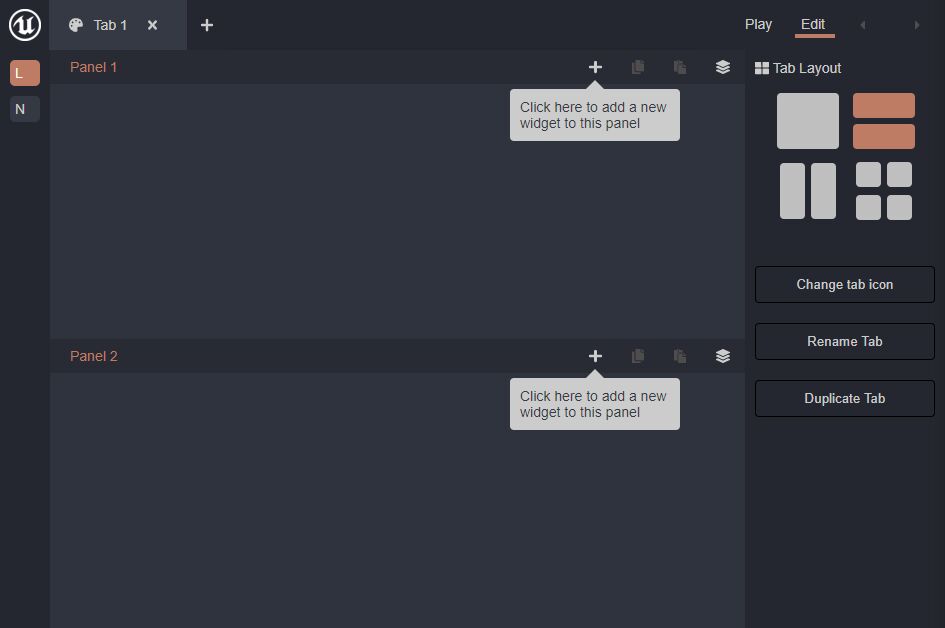 Tab 1
Play
Edit
L
N
Panel 1
Click here to add a new
widget to this panel
Tab Layout
Change tab icon
Rename Tab
Duplicate Tab
Panel 2
Click here to add a new
widget to this panel